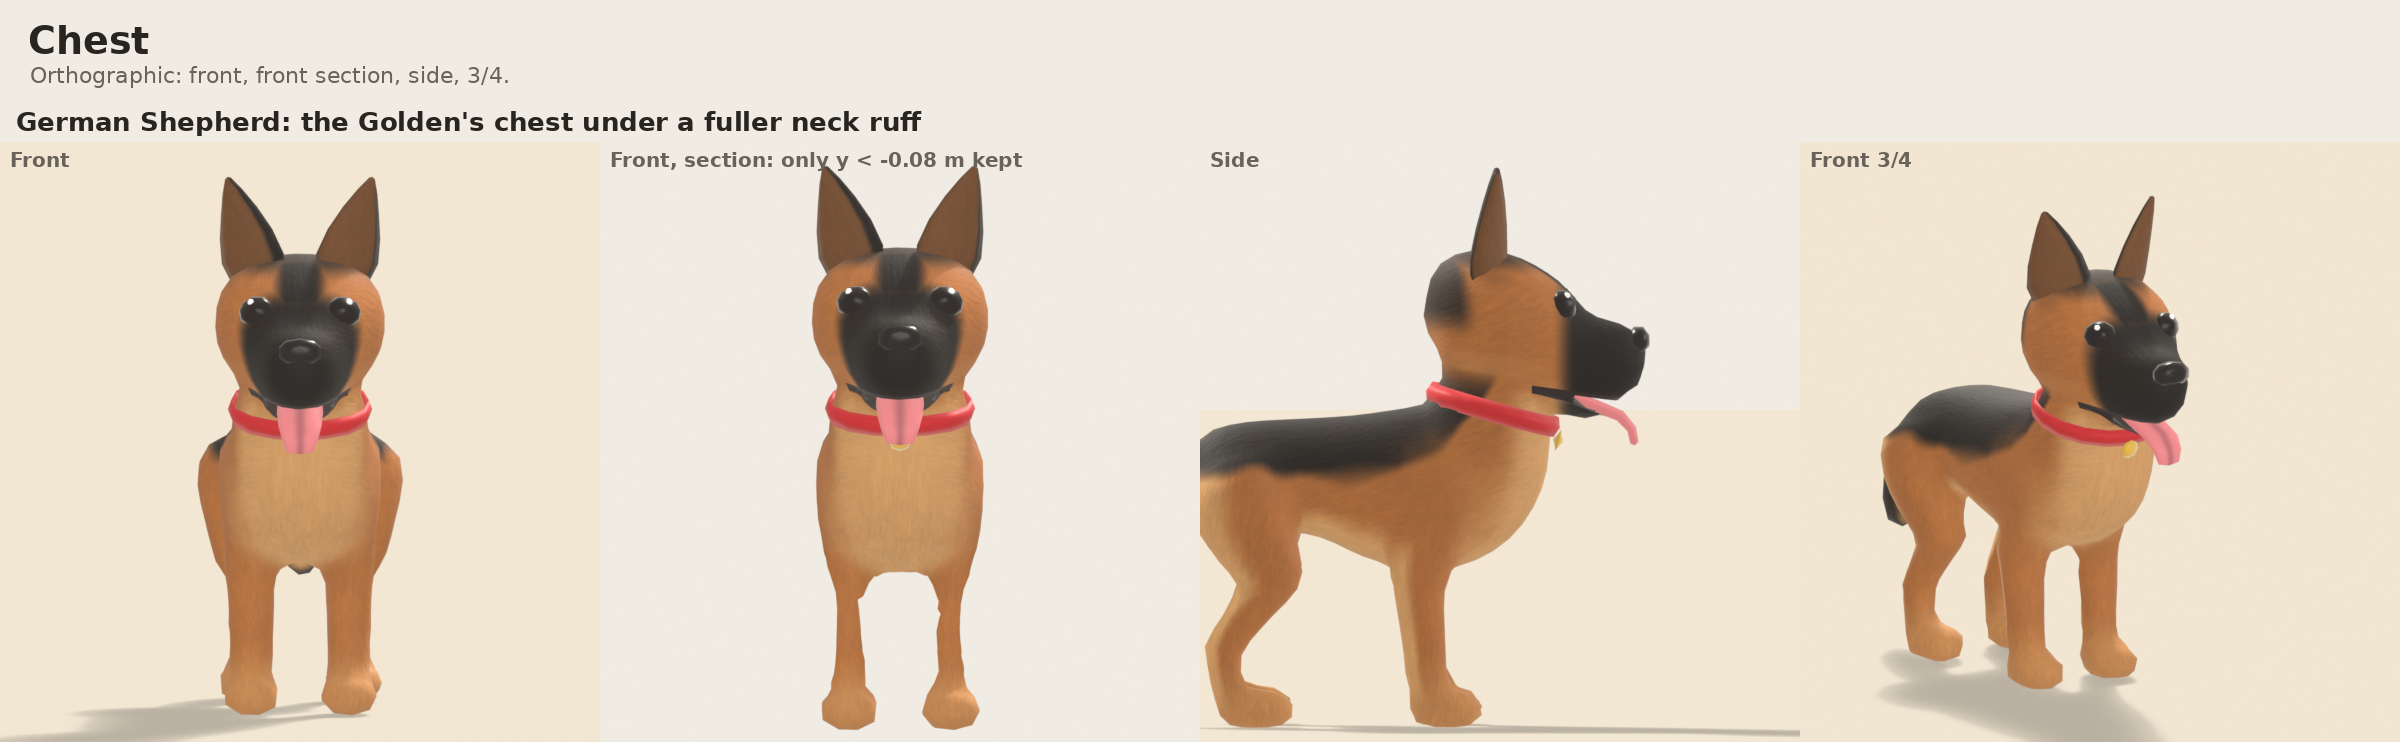 Chest
Orthographic: front, front section, side, 3/4.
German Shepherd: the Golden's chest under a fuller neck ruff
Front
Front, section: only y < -0.08 m kept
Side
Front 3/4